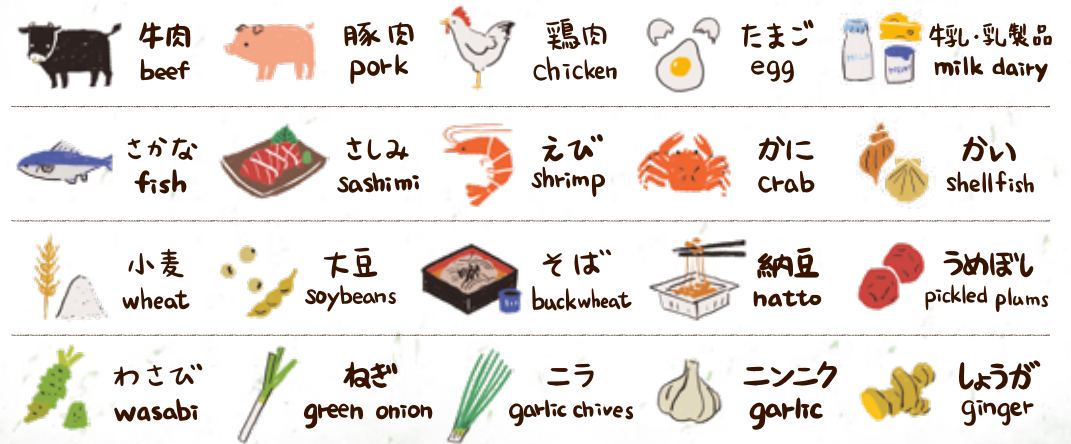 牛肉
beef
豚肉
pork
鶏肉
chicken
たまご
egg
牛乳・乳製品
milk dairy
さかな
fish
さしみ
sashimi
えび
shrimp
かに
crab
かい
shellfish
小麦
wheat
大豆
soybeans
そば
buckwheat
納豆
natto
うめぼし
pickled plums
わさび
wasabi
ねぎ
green onion
ニラ
garlic chives
ニンニク
garlic
しょうが
ginger